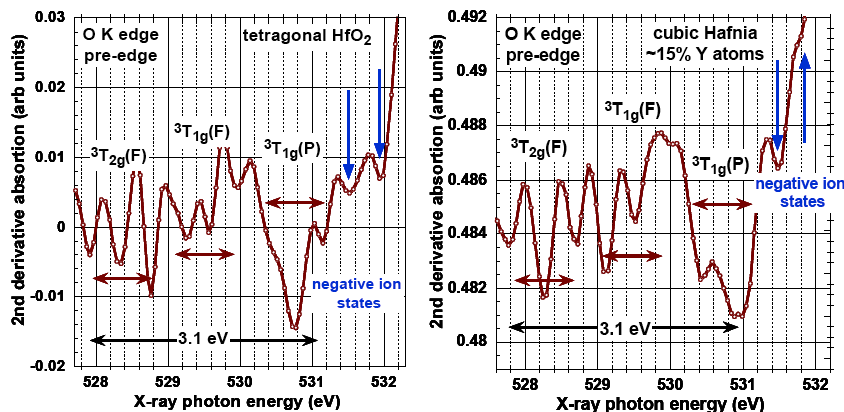 0.03
0.02
0.01
0
-0.01
-0.02
2nd derivative absortion (arb units)
O K edge
pre-edge
tetragonal HfO₂
³T₂g(F)
³T₁g(F)
³T₁g(P)
negative ion
states
3.1 eV
528 529 530 531 532
X-ray photon energy (eV)
0.492
0.49
0.488
0.486
0.484
0.482
0.48
2nd derivative absorption (arb units)
O K edge
pre-edge
cubic Hafnia
~15% Y atoms
³T₁g(F)
³T₂g(F)
³T₁g(P)
negative ion
states
3.1 eV
528 529 530 531 532
X-ray photon energy (eV)